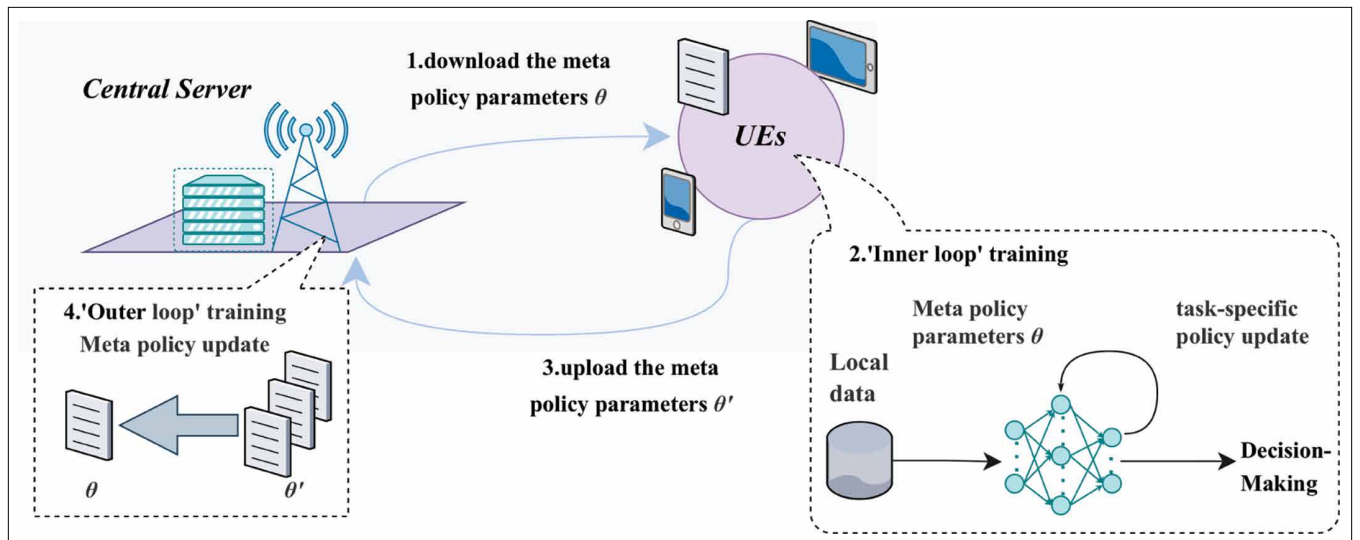 Central Server
1.download the meta
policy parameters θ
UEs
2.'Inner loop' training
Meta policy
parameters θ
task-specific
policy update
Local
data
Decision-
Making
3.upload the meta
policy parameters θ'
4.'Outer loop' training
Meta policy update
θ
θ'